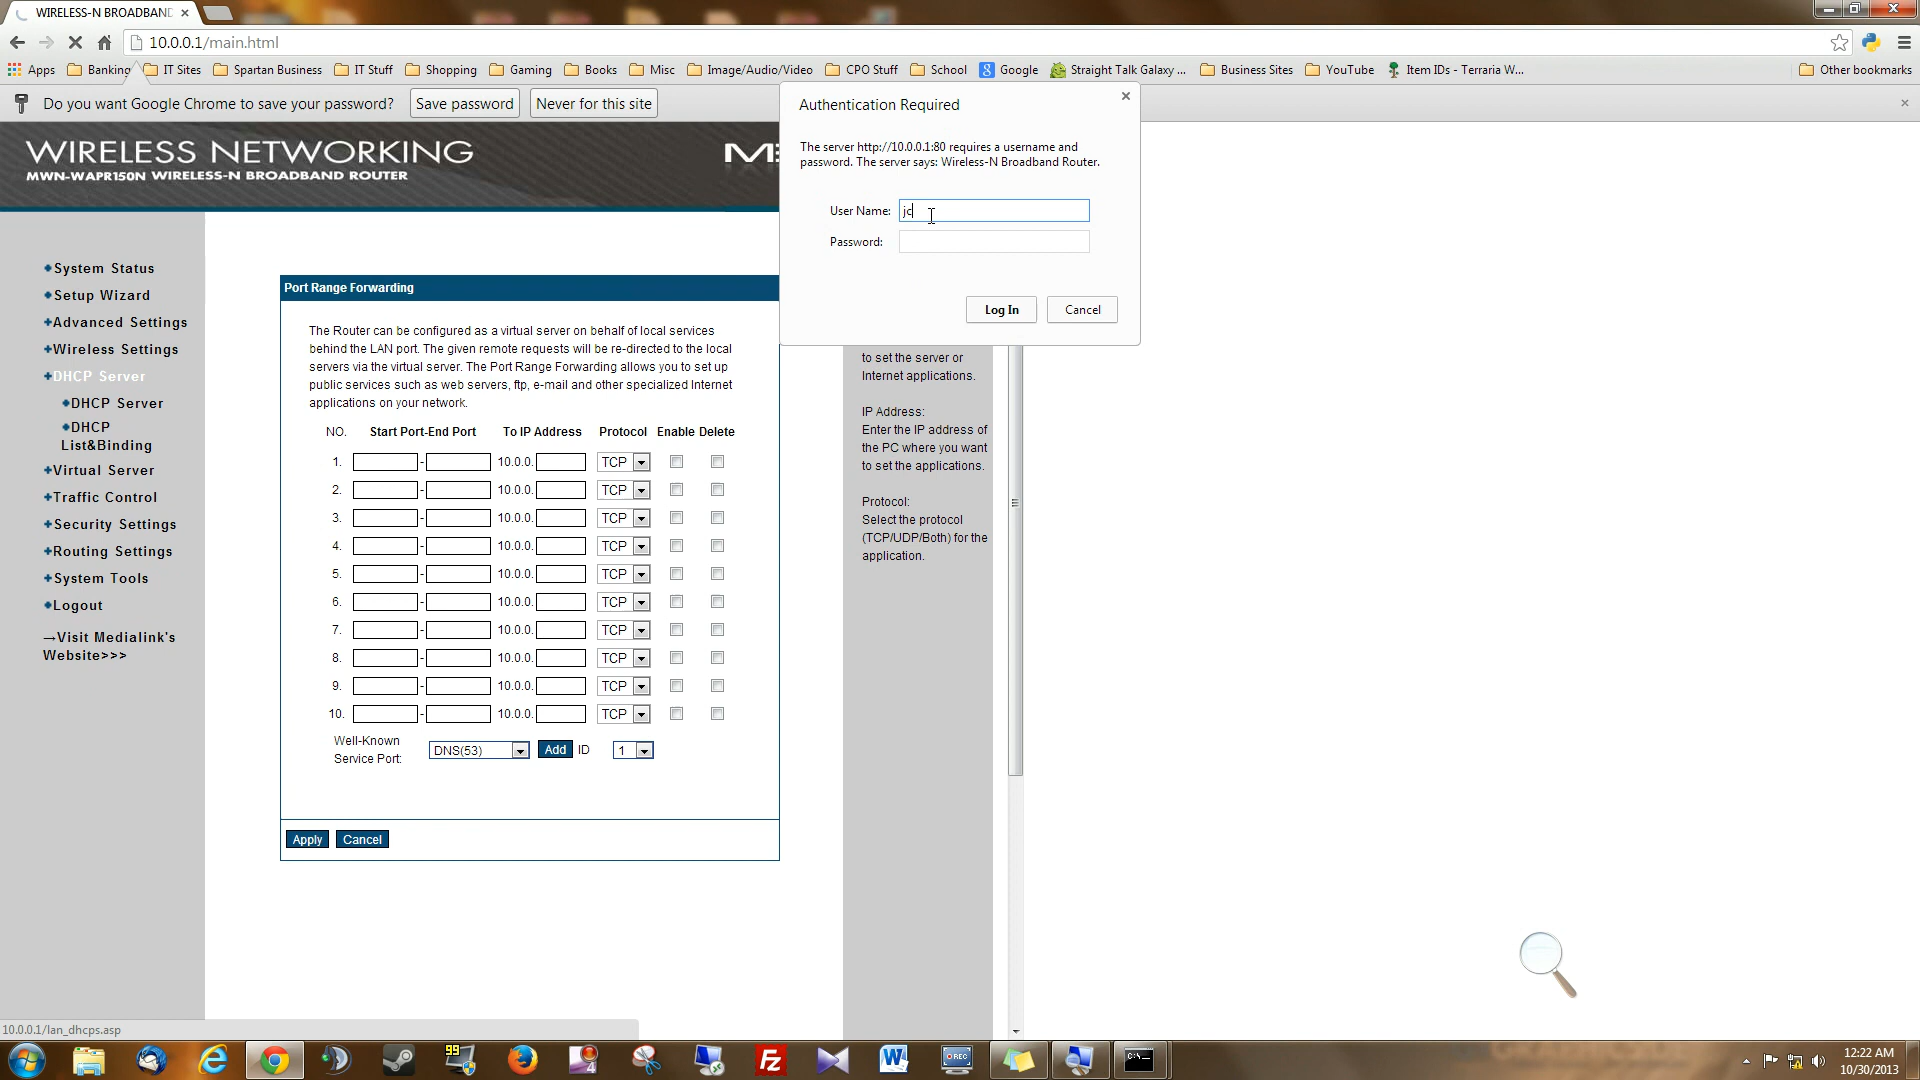 WIRELESS-N BROADBAND
10.0.0.1/main.html
Apps Banking IT Sites Spartan Business IT Stuff Shopping Gaming Books Misc Image/Audio/Video CPO Stuff School Google Straight Talk Galaxy ... Business Sites YouTube Item IDs - Terraria W... Other bookmarks
Do you want Google Chrome to save your password? Save password Never for this site
WIRELESS NETWORKING
MWN-WAPR150N WIRELESS-N BROADBAND ROUTER
Authentication Required
The server http://10.0.0.1:80 requires a username and
password. The server says: Wireless-N Broadband Router.
User Name: jc
Password:
Log In Cancel
System Status
Setup Wizard
+Advanced Settings
+Wireless Settings
+DHCP Server
DHCP Server
DHCP
List&Binding
+Virtual Server
+Traffic Control
+Security Settings
+Routing Settings
+System Tools
Logout
→Visit Medialink's
Website>>>
Port Range Forwarding
The Router can be configured as a virtual server on behalf of local services
behind the LAN port. The given remote requests will be re-directed to the local
servers via the virtual server. The Port Range Forwarding allows you to set up
public services such as web servers, ftp, e-mail and other specialized Internet
applications on your network.
NO. Start Port-End Port To IP Address Protocol Enable Delete
1. - 10.0.0. TCP
2. - 10.0.0. TCP
3. - 10.0.0. TCP
4. - 10.0.0. TCP
5. - 10.0.0. TCP
6. - 10.0.0. TCP
7. - 10.0.0. TCP
8. - 10.0.0. TCP
9. - 10.0.0. TCP
10. - 10.0.0. TCP
Well-Known
Service Port: DNS(53) Add ID 1
Apply Cancel
to set the server or
Internet applications.
IP Address:
Enter the IP address of
the PC where you want
to set the applications.
Protocol:
Select the protocol
(TCP/UDP/Both) for the
application.
10.0.0.1/lan_dhcps.asp
99
4
Fz
W
REC
C:\
12:22 AM
10/30/2013